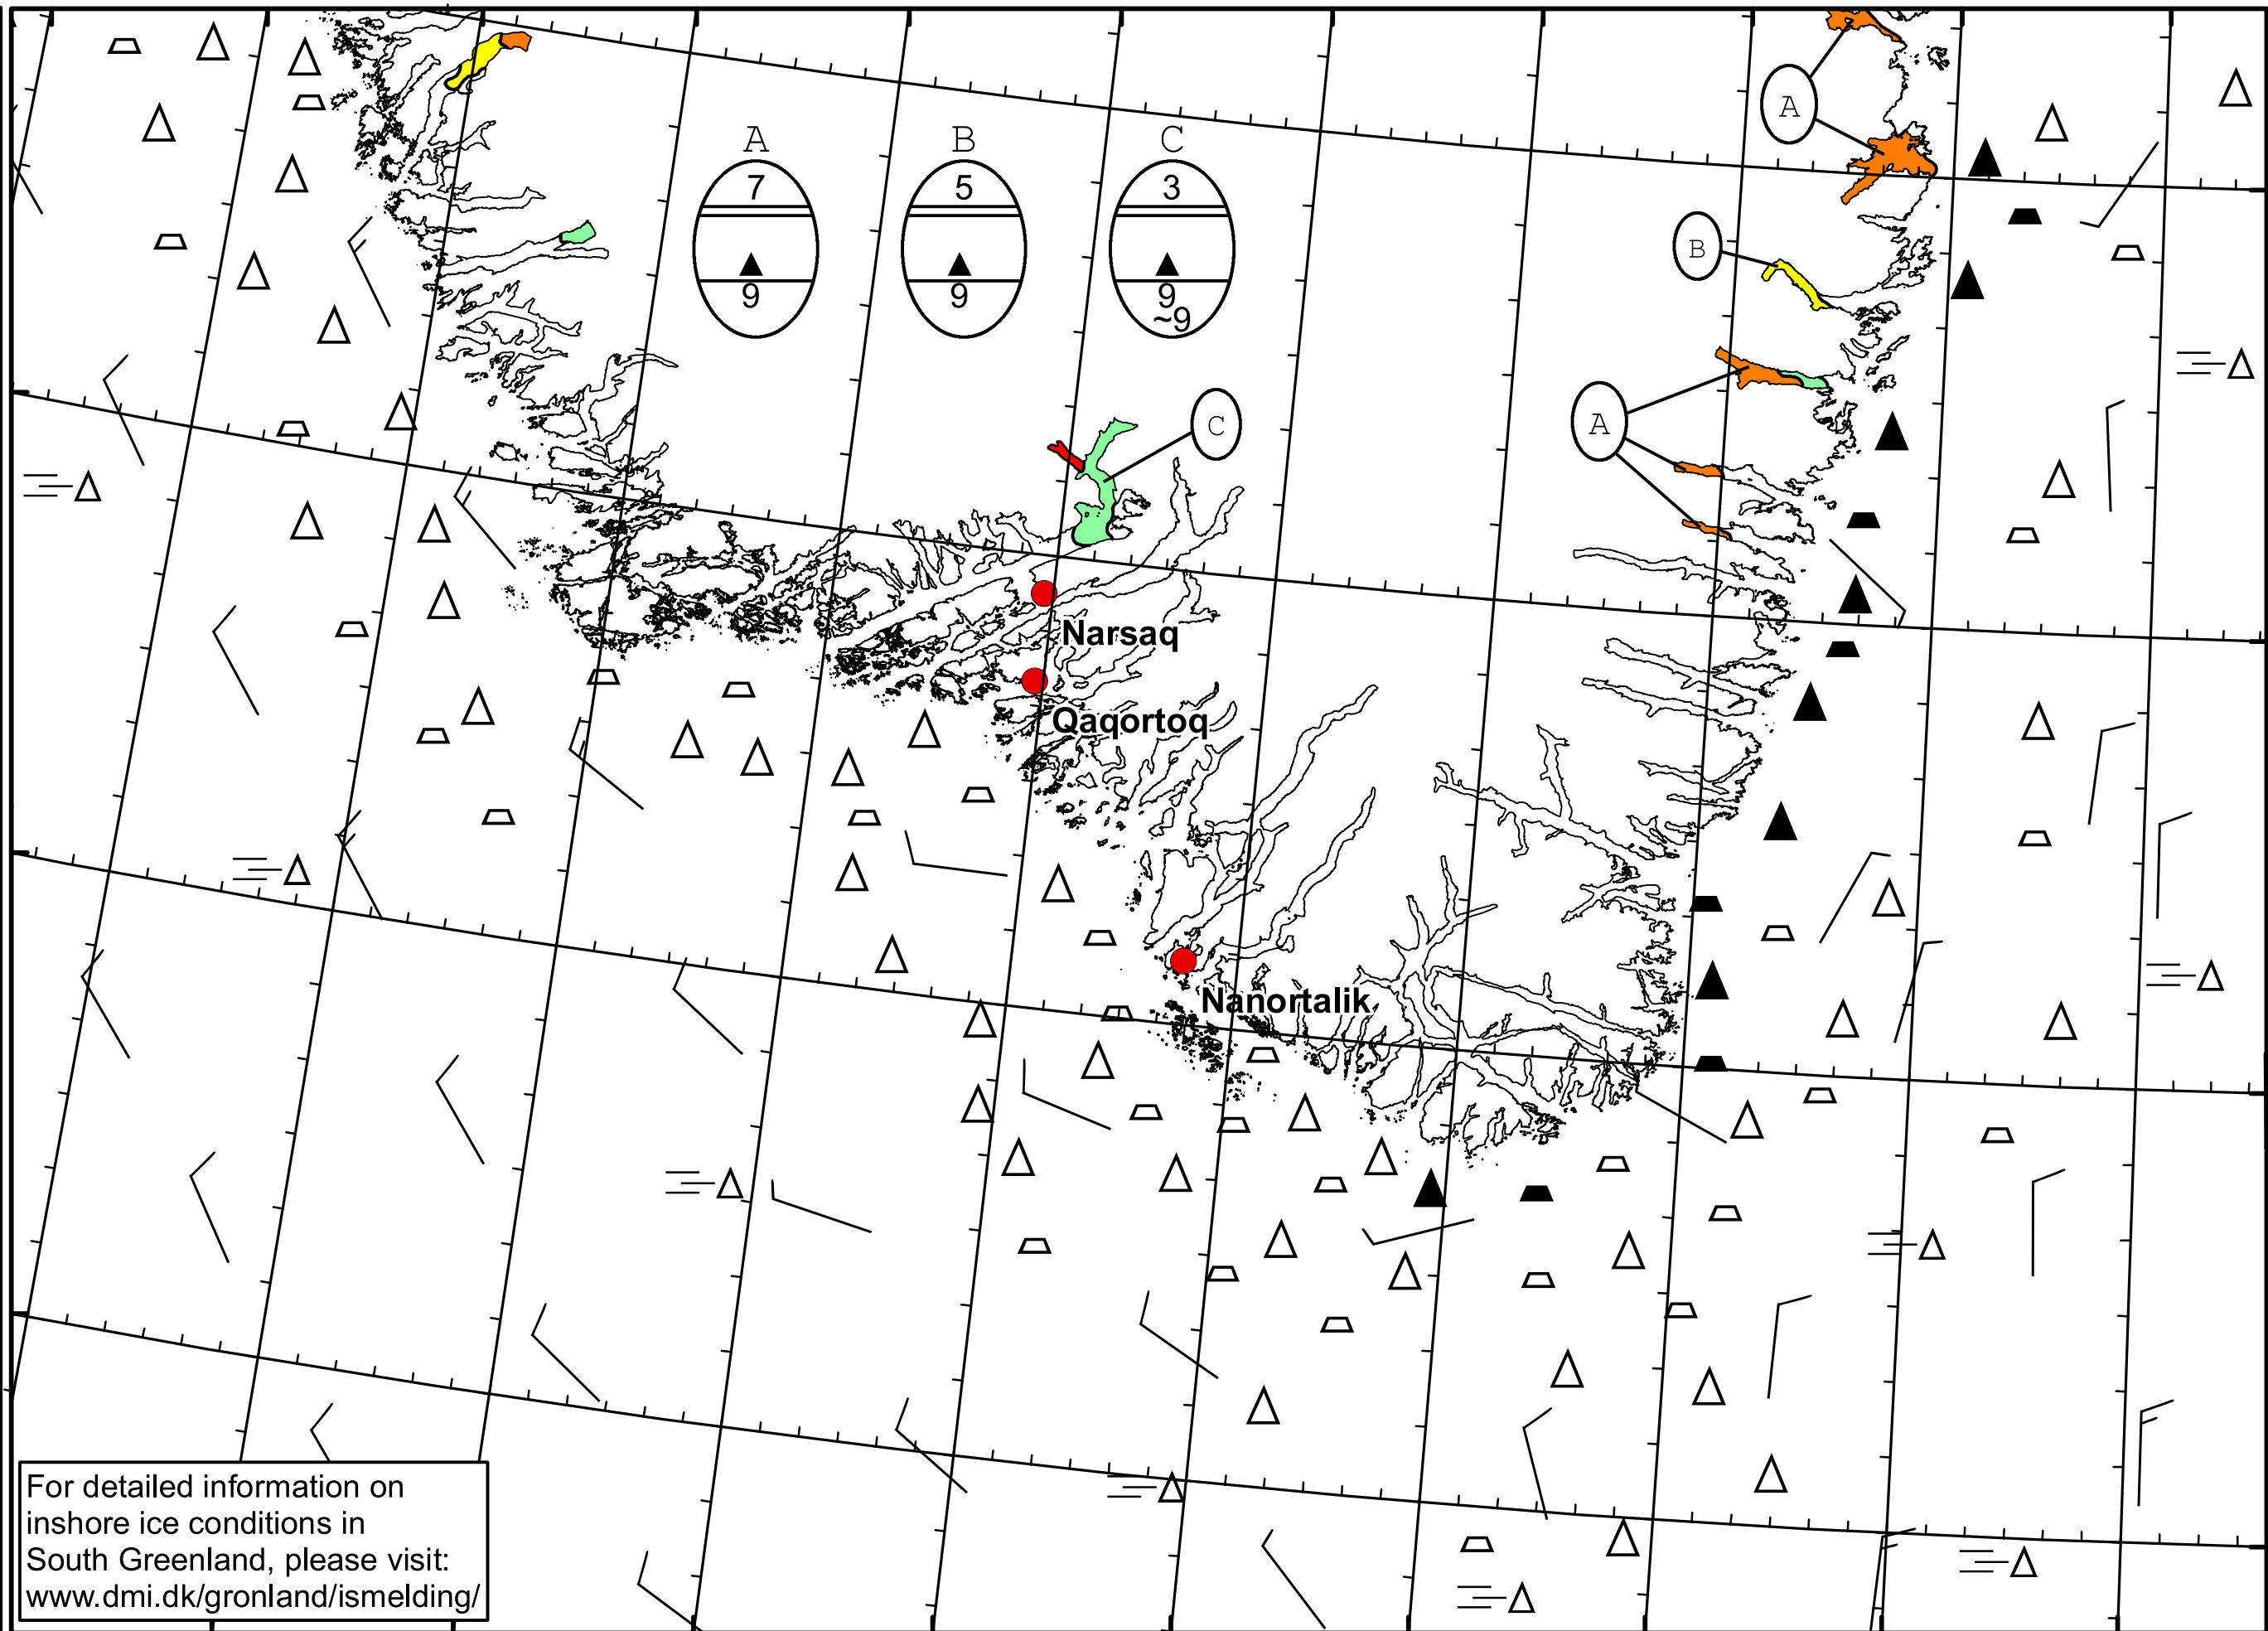 A
A B C
7 5 3
9 9 9
~9
B
C
A
Narsaq
Qaqortoq
Nanortalik
For detailed information on
inshore ice conditions in
South Greenland, please visit:
www.dmi.dk/gronland/ismelding/